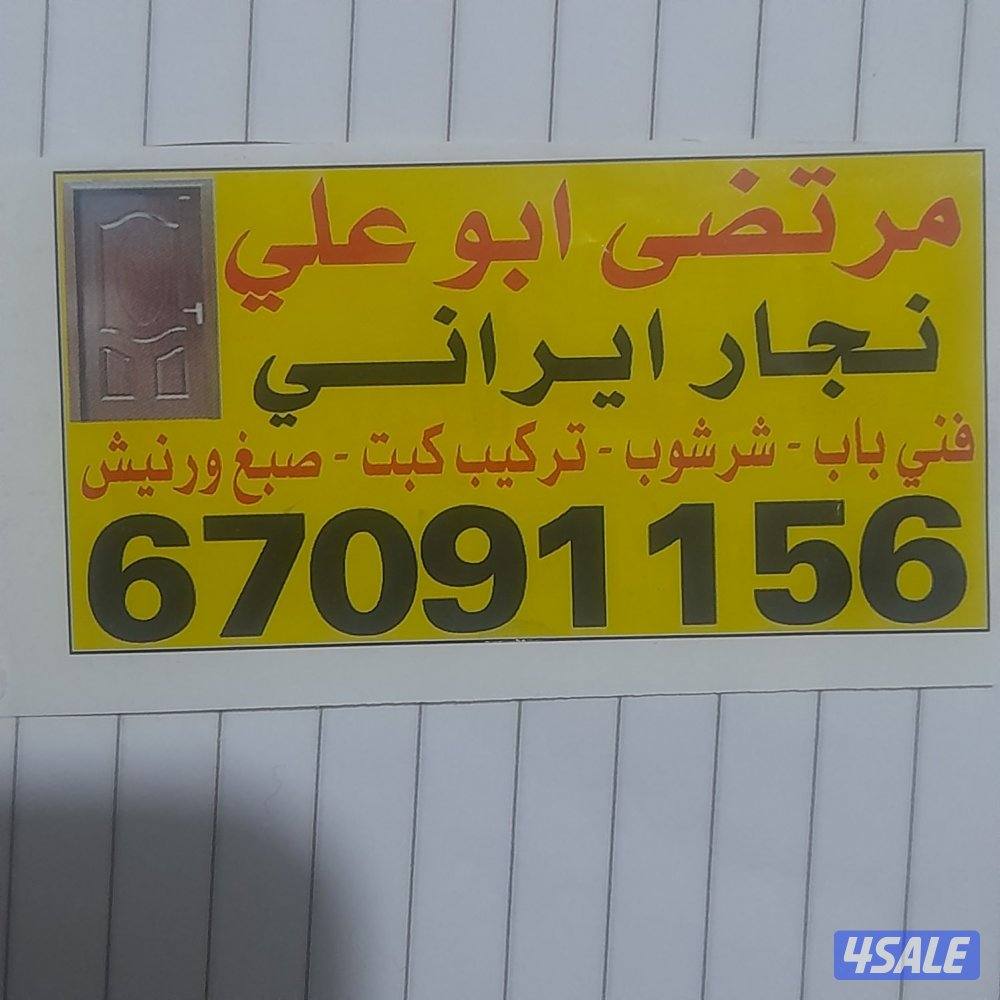 مرتضى ابو علي
نجار ايراني
فني باب - شرشوب - تركيب كبت - صبغ ورنيش
67091156
4SALE